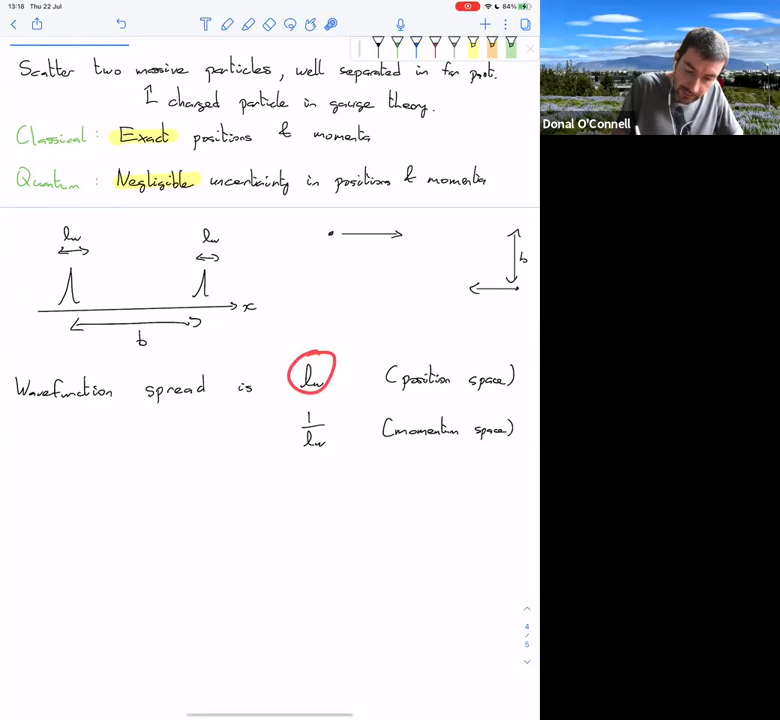 13:18 Thu 22 Jul
84%
Scatter two massive particles, well separated in far past.
charged particle in gauge theory.
Classical: Exact positions & momenta
Quantum: Negligible uncertainty in positions & momenta
lw
lw
b
x
b
Wavefunction spread is lw (position space)
1/lw (momentum space)
4/5
Donal O'Connell